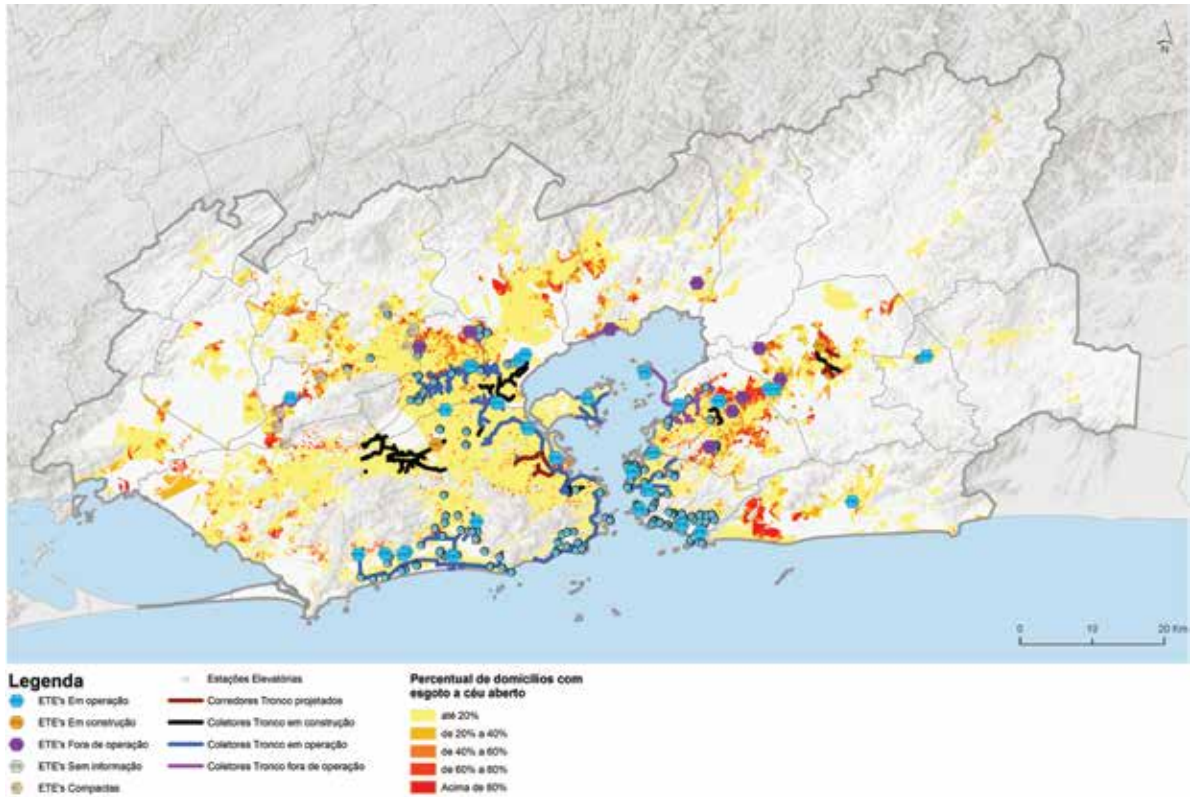 N
0 10 20 Km
Legenda
ETE's Em operação
ETE's Em construção
ETE's Fora de operação
ETE's Sem informação
ETE's Compactas
Estações Elevatórias
Corredores Tronco projetados
Coletores Tronco em construção
Coletores Tronco em operação
Coletores Tronco fora de operação
Percentual de domicílios com
esgoto a céu aberto
até 20%
de 20% a 40%
de 40% a 60%
de 60% a 80%
Acima de 80%